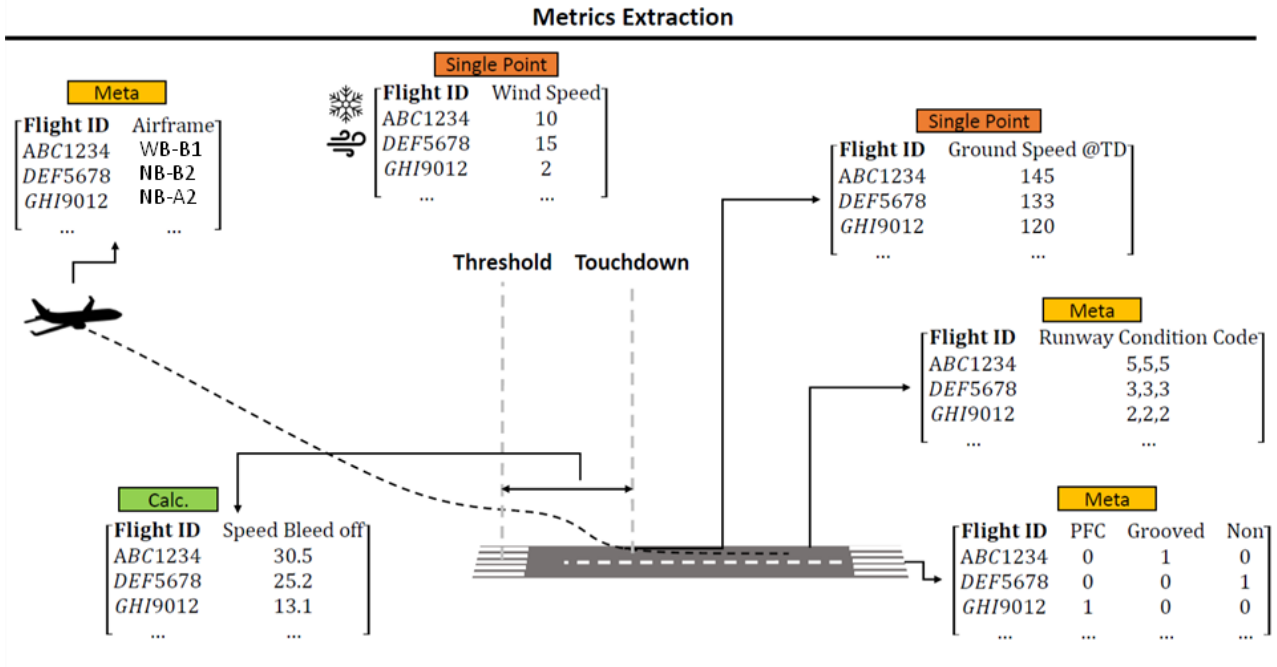 Metrics Extraction
Meta
Flight ID Airframe
ABC1234 WB-B1
DEF5678 NB-B2
GHI9012 NB-A2
... ...
Single Point
Flight ID Wind Speed
ABC1234 10
DEF5678 15
GHI9012 2
... ...
Single Point
Flight ID Ground Speed @TD
ABC1234 145
DEF5678 133
GHI9012 120
... ...
Threshold Touchdown
Meta
Flight ID Runway Condition Code
ABC1234 5,5,5
DEF5678 3,3,3
GHI9012 2,2,2
... ...
Calc.
Flight ID Speed Bleed off
ABC1234 30.5
DEF5678 25.2
GHI9012 13.1
... ...
Meta
Flight ID PFC Grooved Non
ABC1234 0 1 0
DEF5678 0 0 1
GHI9012 1 0 0
... ... ... ...